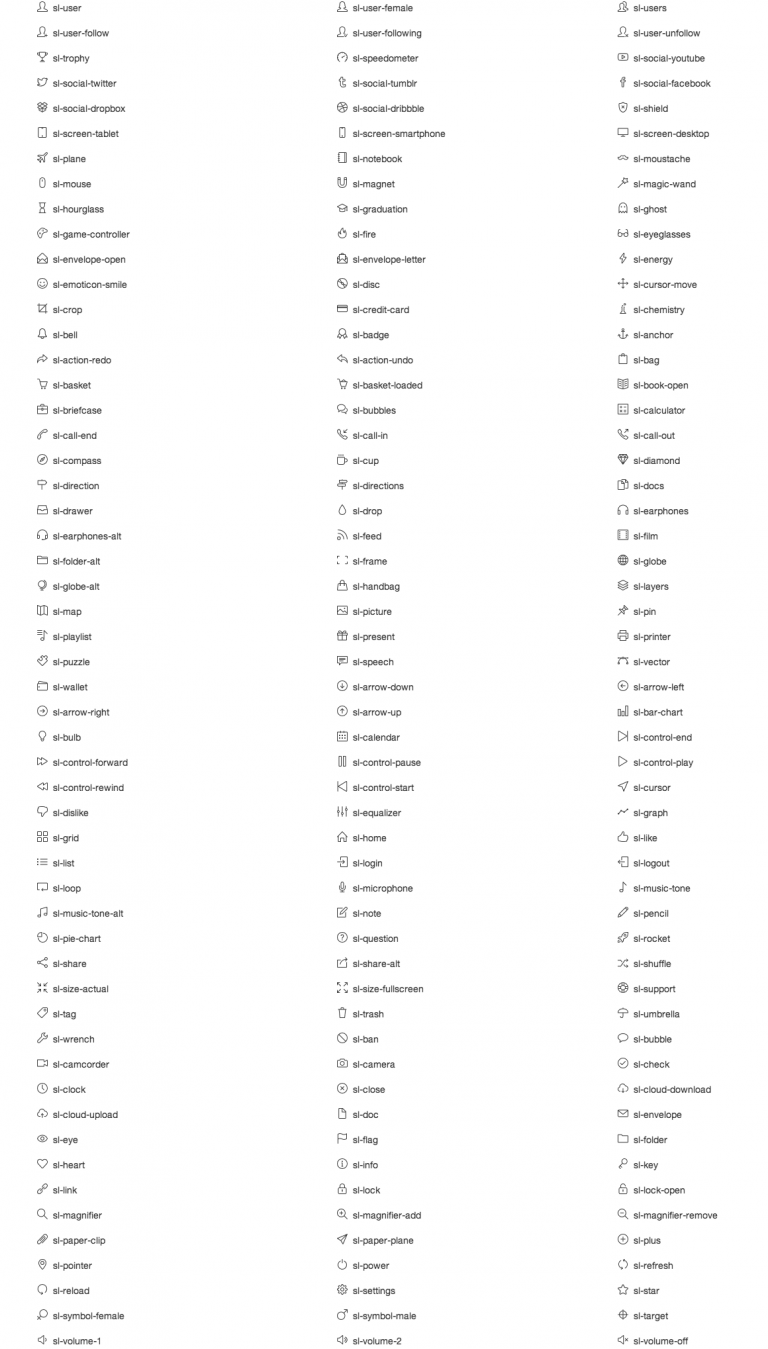 sl-user sl-user-female sl-users
sl-user-follow sl-user-following sl-user-unfollow
sl-trophy sl-speedometer sl-social-youtube
sl-social-twitter sl-social-tumblr sl-social-facebook
sl-social-dropbox sl-social-dribbble sl-shield
sl-screen-tablet sl-screen-smartphone sl-screen-desktop
sl-plane sl-notebook sl-moustache
sl-mouse sl-magnet sl-magic-wand
sl-hourglass sl-graduation sl-ghost
sl-game-controller sl-fire sl-eyeglasses
sl-envelope-open sl-envelope-letter sl-energy
sl-emoticon-smile sl-disc sl-cursor-move
sl-crop sl-credit-card sl-chemistry
sl-bell sl-badge sl-anchor
sl-action-redo sl-action-undo sl-bag
sl-basket sl-basket-loaded sl-book-open
sl-briefcase sl-bubbles sl-calculator
sl-call-end sl-call-in sl-call-out
sl-compass sl-cup sl-diamond
sl-direction sl-directions sl-docs
sl-drawer sl-drop sl-earphones
sl-earphones-alt sl-feed sl-film
sl-folder-alt sl-frame sl-globe
sl-globe-alt sl-handbag sl-layers
sl-map sl-picture sl-pin
sl-playlist sl-present sl-printer
sl-puzzle sl-speech sl-vector
sl-wallet sl-arrow-down sl-arrow-left
sl-arrow-right sl-arrow-up sl-bar-chart
sl-bulb sl-calendar sl-control-end
sl-control-forward sl-control-pause sl-control-play
sl-control-rewind sl-control-start sl-cursor
sl-dislike sl-equalizer sl-graph
sl-grid sl-home sl-like
sl-list sl-login sl-logout
sl-loop sl-microphone sl-music-tone
sl-music-tone-alt sl-note sl-pencil
sl-pie-chart sl-question sl-rocket
sl-share sl-share-alt sl-shuffle
sl-size-actual sl-size-fullscreen sl-support
sl-tag sl-trash sl-umbrella
sl-wrench sl-ban sl-bubble
sl-camcorder sl-camera sl-check
sl-clock sl-close sl-cloud-download
sl-cloud-upload sl-doc sl-envelope
sl-eye sl-flag sl-folder
sl-heart sl-info sl-key
sl-link sl-lock sl-lock-open
sl-magnifier sl-magnifier-add sl-magnifier-remove
sl-paper-clip sl-paper-plane sl-plus
sl-pointer sl-power sl-refresh
sl-reload sl-settings sl-star
sl-symbol-female sl-symbol-male sl-target
sl-volume-1 sl-volume-2 sl-volume-off